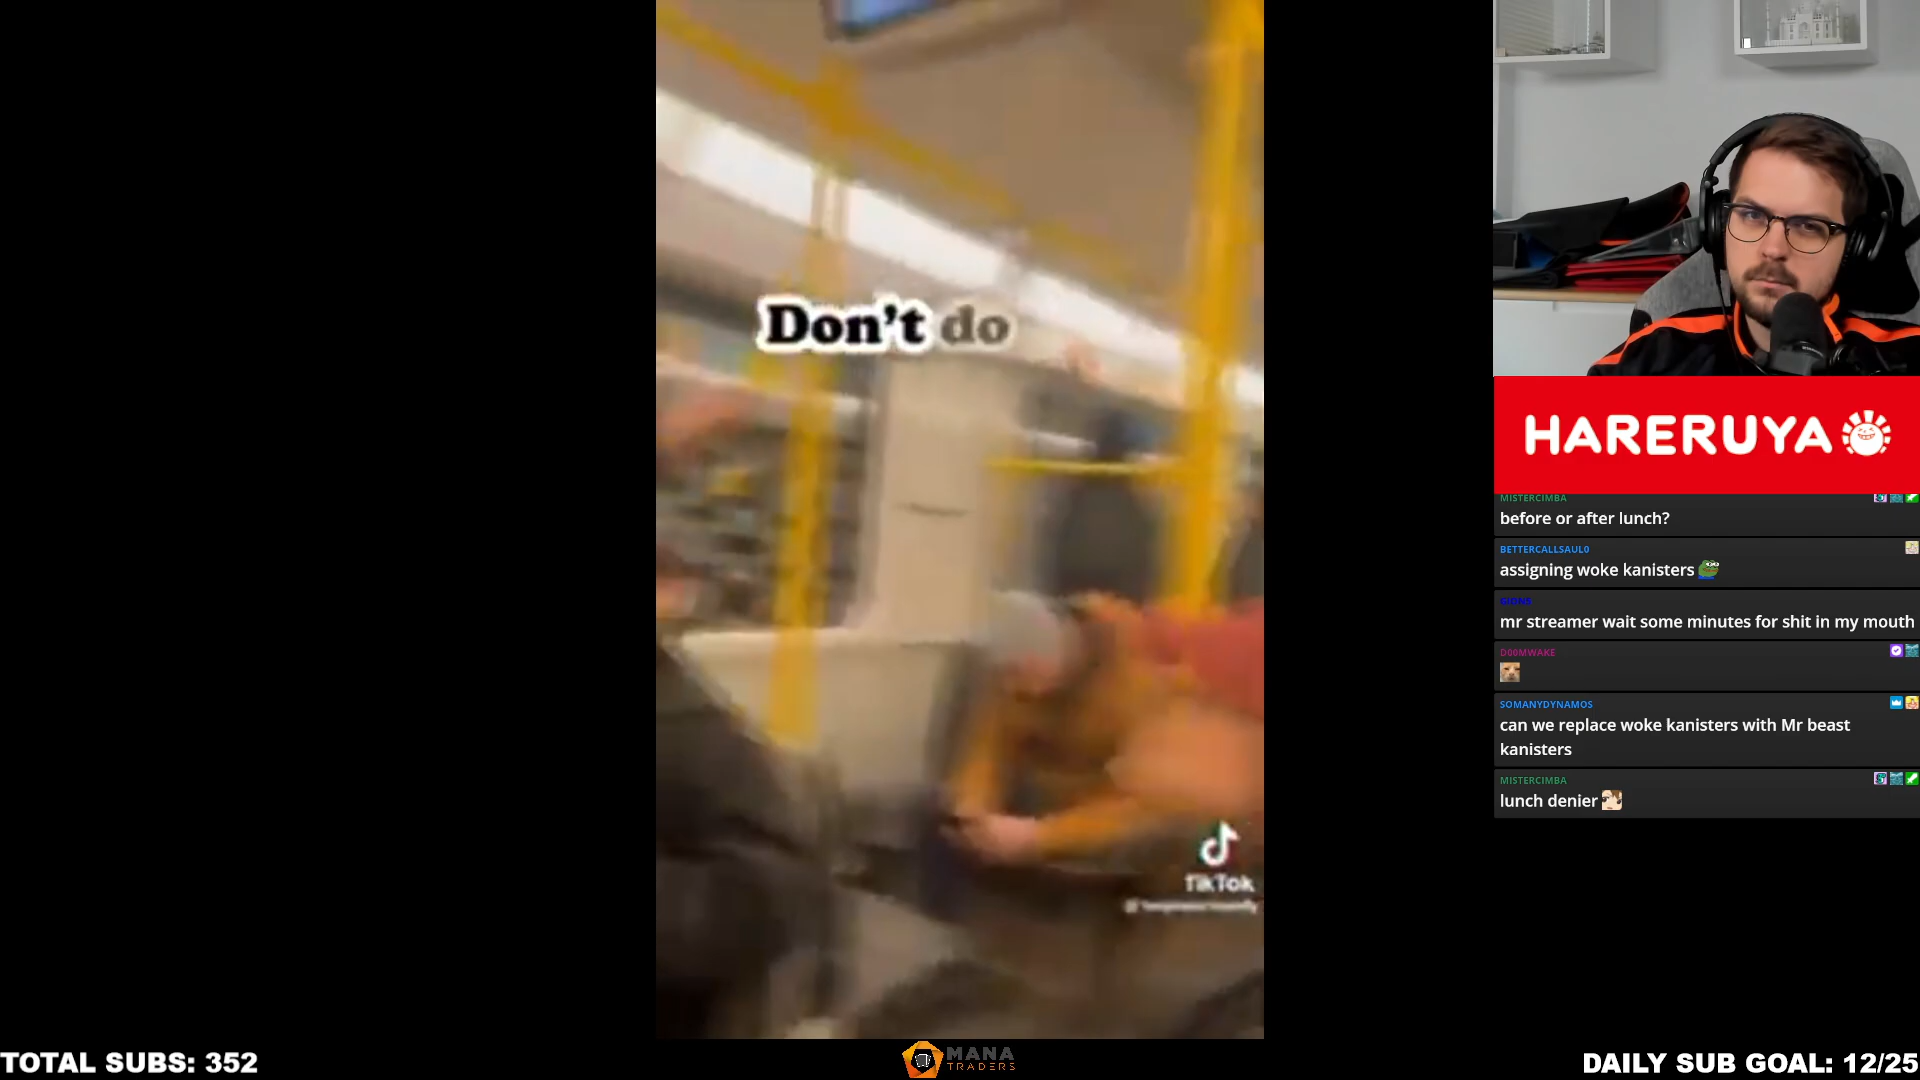 Don't do
TikTok
HARERUYA
MISTERCIMBA
before or after lunch?
BETTERCALLSAUL0
assigning woke kanisters
GIONS
mr streamer wait some minutes for shit in my mouth
D00MWAKE
SOMANYDYNAMOS
can we replace woke kanisters with Mr beast
kanisters
MISTERCIMBA
lunch denier
TOTAL SUBS: 352
MANA
TRADERS
DAILY SUB GOAL: 12/25